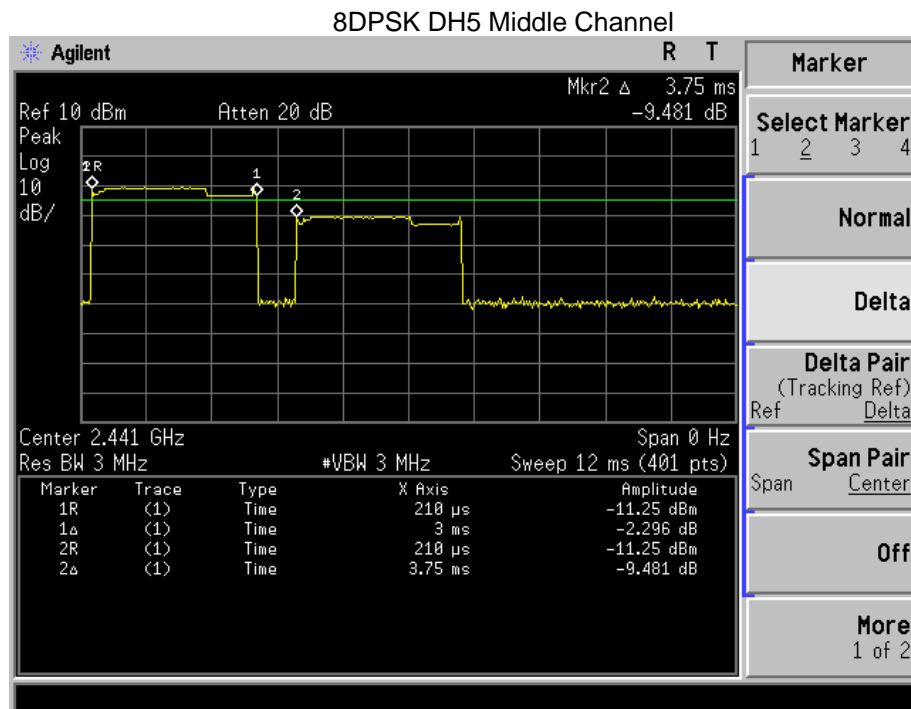 8DPSK DH5 Middle Channel
Agilent R T
Mkr2 Δ 3.75 ms
Ref 10 dBm Atten 20 dB -9.481 dB
Peak
Log
10
dB/
1
2
Center 2.441 GHz Span 0 Hz
Res BW 3 MHz #VBW 3 MHz Sweep 12 ms (401 pts)
Marker Trace Type X Axis Amplitude
1R (1) Time 210 µs -11.25 dBm
1Δ (1) Time 3 ms -2.296 dB
2R (1) Time 210 µs -11.25 dBm
2Δ (1) Time 3.75 ms -9.481 dB
Marker
Select Marker
1 2 3 4
Normal
Delta
Delta Pair
(Tracking Ref)
Ref Delta
Span Pair
Span Center
Off
More
1 of 2